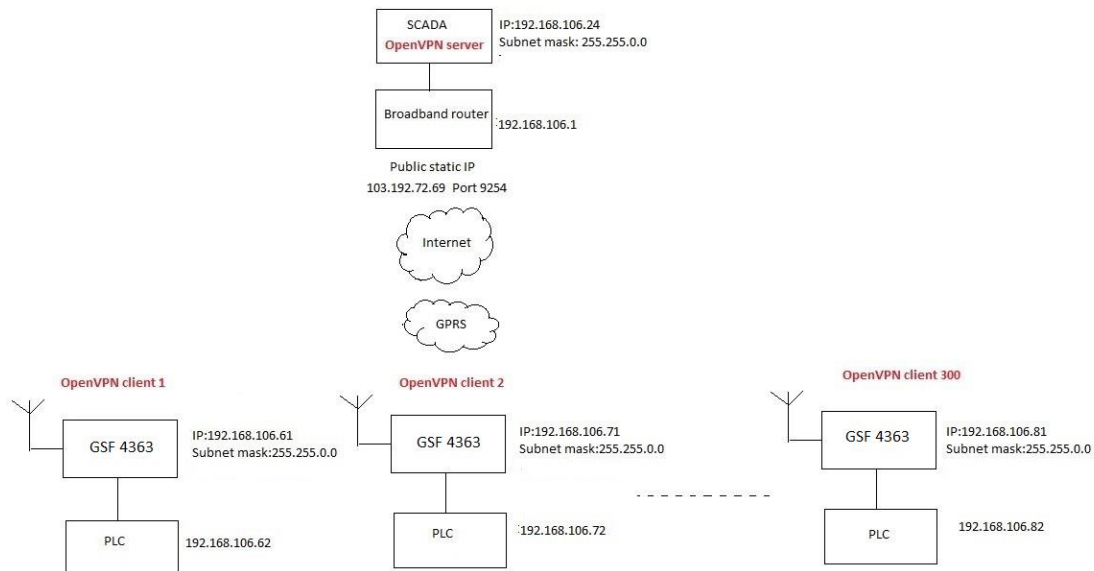 SCADA
OpenVPN server
IP:192.168.106.24
Subnet mask: 255.255.0.0
Broadband router
192.168.106.1
Public static IP
103.192.72.69 Port 9254
Internet
GPRS
OpenVPN client 1
OpenVPN client 2
OpenVPN client 300
GSF 4363
IP:192.168.106.61
Subnet mask:255.255.0.0
GSF 4363
IP:192.168.106.71
Subnet mask:255.255.0.0
GSF 4363
IP:192.168.106.81
Subnet mask:255.255.0.0
PLC
192.168.106.62
PLC
192.168.106.72
PLC
192.168.106.82